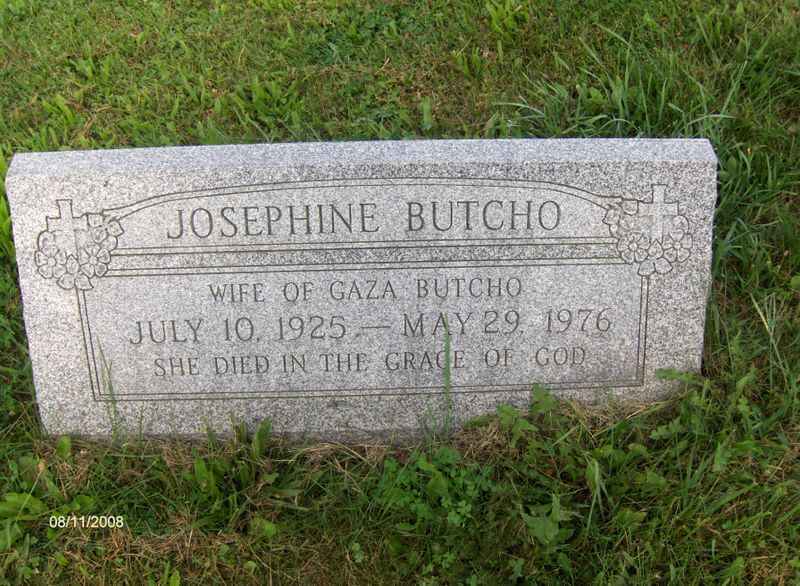 JOSEPHINE BUTCHO
WIFE OF GAZA BUTCHO
JULY 10, 1925 — MAY 29, 1976
SHE DIED IN THE GRACE OF GOD
08/11/2008